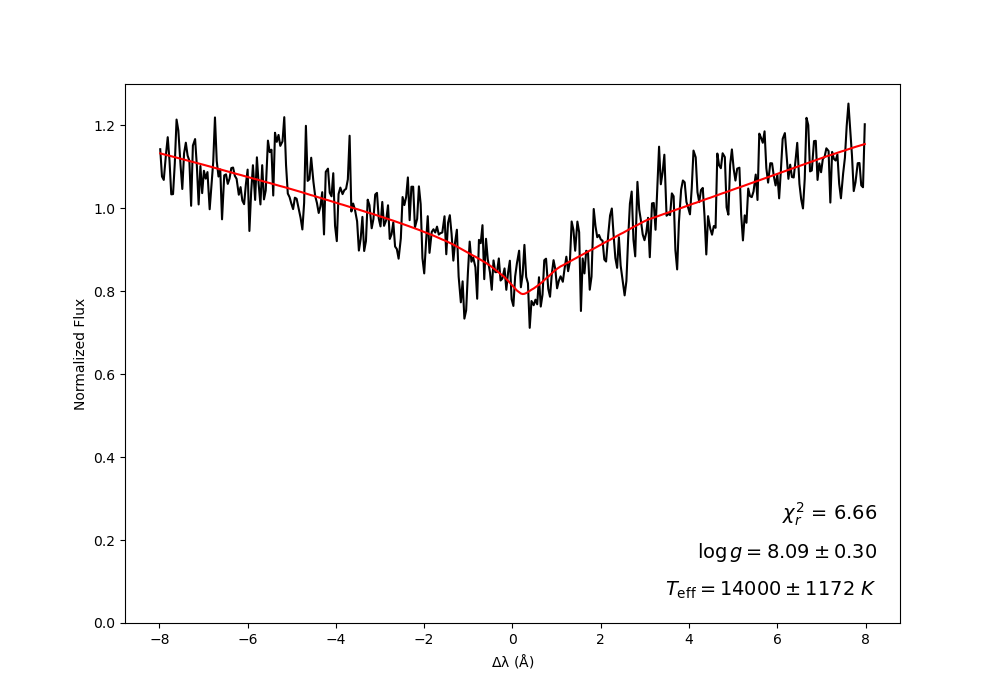 1.2
1.0
0.8
0.6
0.4
0.2
0.0
Normalized Flux
χ²ᵣ = 6.66
log g = 8.09 ± 0.30
T_eff = 14000 ± 1172 K
−8 −6 −4 −2 0 2 4 6 8
Δλ (Å)